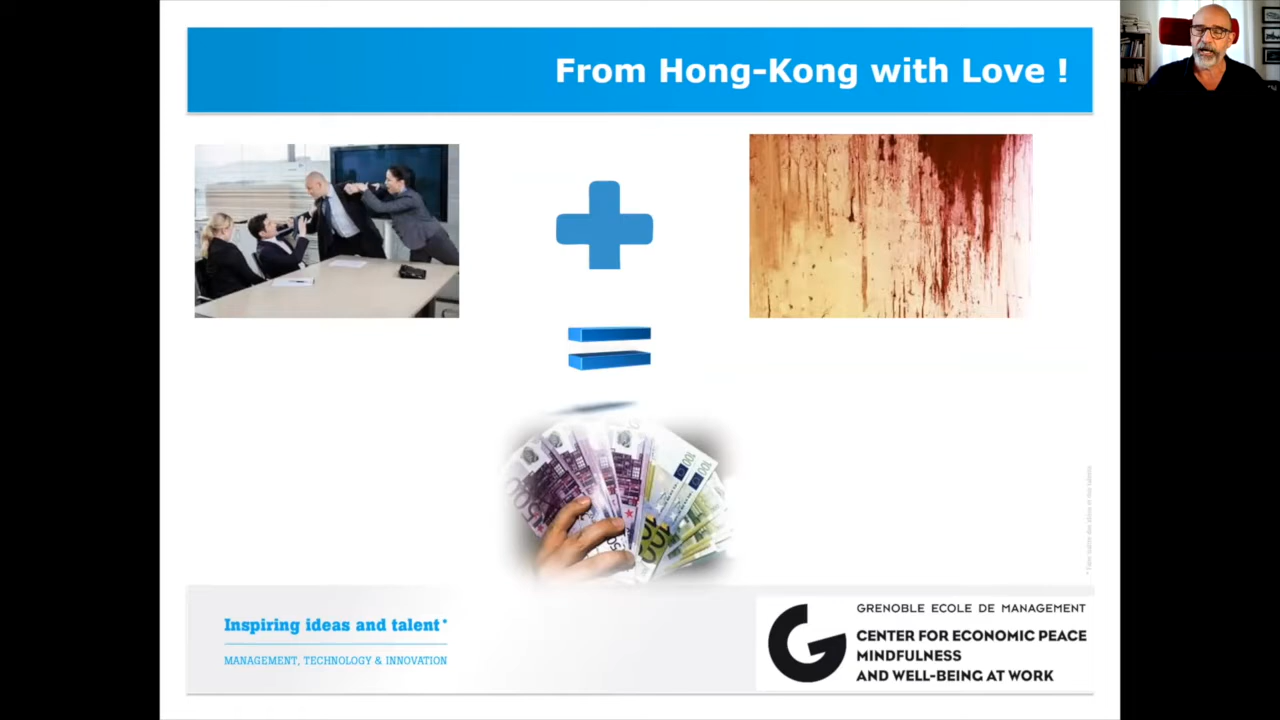 From Hong-Kong with Love !
Inspiring ideas and talent*
MANAGEMENT, TECHNOLOGY & INNOVATION
GRENOBLE ECOLE DE MANAGEMENT
CENTER FOR ECONOMIC PEACE
MINDFULNESS
AND WELL-BEING AT WORK